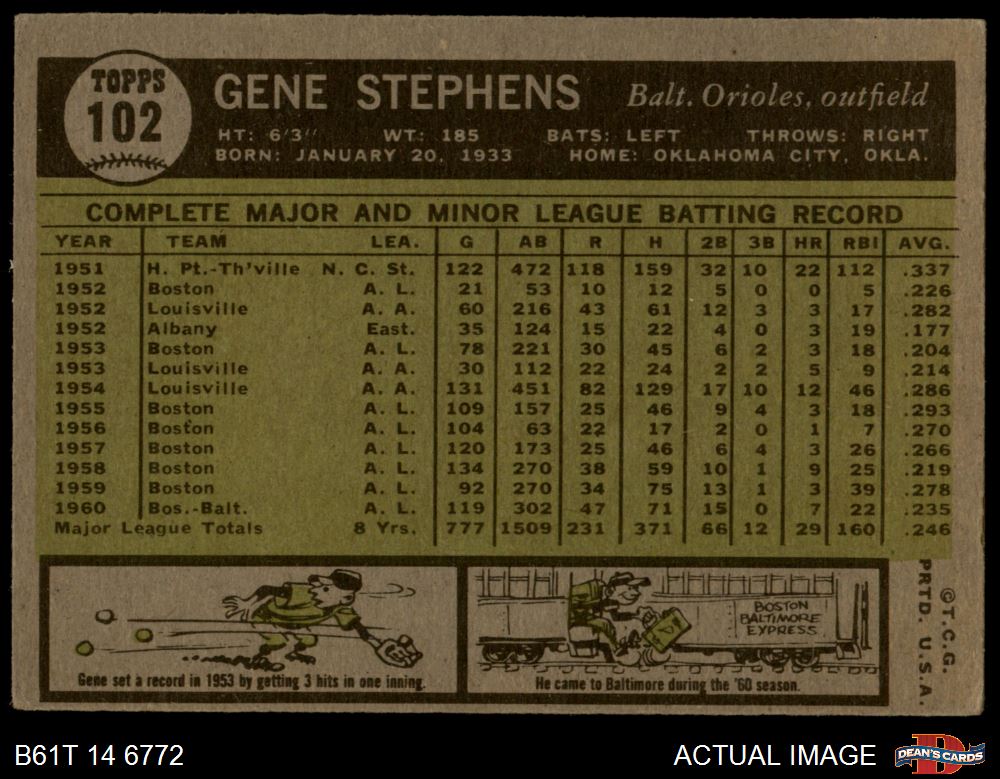 TOPPS
102
GENE STEPHENS Balt. Orioles, outfield
HT: 6'3" WT: 185 BATS: LEFT THROWS: RIGHT
BORN: JANUARY 20, 1933 HOME: OKLAHOMA CITY, OKLA.
COMPLETE MAJOR AND MINOR LEAGUE BATTING RECORD
YEAR TEAM LEA. G AB R H 2B 3B HR RBI AVG.
1951 H. Pt.-Th'ville N. C. St. 122 472 118 159 32 10 22 112 .337
1952 Boston A. L. 21 53 10 12 5 0 0 5 .226
1952 Louisville A. A. 60 216 43 61 12 3 3 17 .282
1952 Albany East. 35 124 15 22 4 0 3 19 .177
1953 Boston A. L. 78 221 30 45 6 2 3 18 .204
1953 Louisville A. A. 30 112 22 24 2 2 5 9 .214
1954 Louisville A. A. 131 451 82 129 17 10 12 46 .286
1955 Boston A. L. 109 157 25 46 9 4 3 18 .293
1956 Boston A. L. 104 63 22 17 2 0 1 7 .270
1957 Boston A. L. 120 173 25 46 6 4 3 26 .266
1958 Boston A. L. 134 270 38 59 10 1 9 25 .219
1959 Boston A. L. 92 270 34 75 13 1 3 39 .278
1960 Bos.-Balt. A. L. 119 302 47 71 15 0 7 22 .235
Major League Totals 8 Yrs. 777 1509 231 371 66 12 29 160 .246
Gene set a record in 1953 by getting 3 hits in one inning.
BOSTON
BALTIMORE
EXPRESS
He came to Baltimore during the '60 season.
©T.C.G.
PRTD. U.S.A.
B61T 14 6772 ACTUAL IMAGE
DEAN'S CARDS